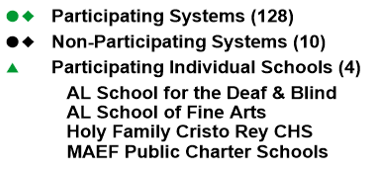 Participating Systems (128)
Non-Participating Systems (10)
Participating Individual Schools (4)
AL School for the Deaf & Blind
AL School of Fine Arts
Holy Family Cristo Rey CHS
MAEF Public Charter Schools